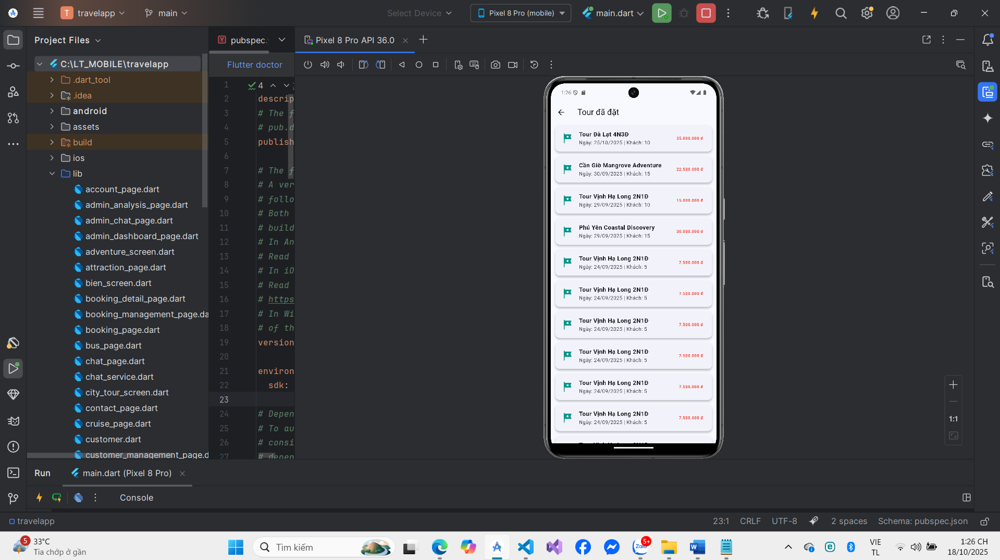 T travelapp
main
Select Device
Pixel 8 Pro (mobile)
main.dart
Project Files
pubspec.
Pixel 8 Pro API 36.0
C:\LT_MOBILE\travelapp
.dart_tool
.idea
android
assets
build
ios
lib
account_page.dart
admin_analysis_page.dart
admin_chat_page.dart
admin_dashboard_page.dart
adventure_screen.dart
attraction_page.dart
bien_screen.dart
booking_detail_page.dart
booking_management_page.da
booking_page.dart
bus_page.dart
chat_page.dart
chat_service.dart
city_tour_screen.dart
contact_page.dart
cruise_page.dart
customer.dart
customer_management_page.d
Flutter doctor
4
1
2 descrip
3 # The f
4 # pub.d
5 publish
6
7 # The f
8 # A ver
9 # follo
10 # Both
11 # build
12 # In An
13 # Read
14 # In iO
15 # Read
16 # https
17 # In Wi
18 # of th
19 version
20
21 environ
22 sdk:
23
24 # Depen
25 # To au
26 # consi
27 # depen
1:26
Tour đã đặt
Tour Đà Lạt 4N3Đ
Ngày: 25/10/2025 | Khách: 10
35.000.000 đ
Cần Giờ Mangrove Adventure
Ngày: 30/09/2025 | Khách: 15
22.500.000 đ
Tour Vịnh Hạ Long 2N1Đ
Ngày: 29/09/2025 | Khách: 10
15.000.000 đ
Phú Yên Coastal Discovery
Ngày: 29/09/2025 | Khách: 15
30.000.000 đ
Tour Vịnh Hạ Long 2N1Đ
Ngày: 24/09/2025 | Khách: 5
7.500.000 đ
Tour Vịnh Hạ Long 2N1Đ
Ngày: 24/09/2025 | Khách: 5
7.500.000 đ
Tour Vịnh Hạ Long 2N1Đ
Ngày: 24/09/2025 | Khách: 5
7.500.000 đ
Tour Vịnh Hạ Long 2N1Đ
Ngày: 24/09/2025 | Khách: 5
7.500.000 đ
Tour Vịnh Hạ Long 2N1Đ
Ngày: 24/09/2025 | Khách: 5
7.500.000 đ
Tour Vịnh Hạ Long 2N1Đ
Ngày: 24/09/2025 | Khách: 5
7.500.000 đ
1:1
Run
main.dart (Pixel 8 Pro)
Console
travelapp
23:1 CRLF UTF-8 2 spaces Schema: pubspec.json
5
33°C
Tia chớp ở gần
Tìm kiếm
Zalo
5+
VIE
TL
1:26 CH
18/10/2025